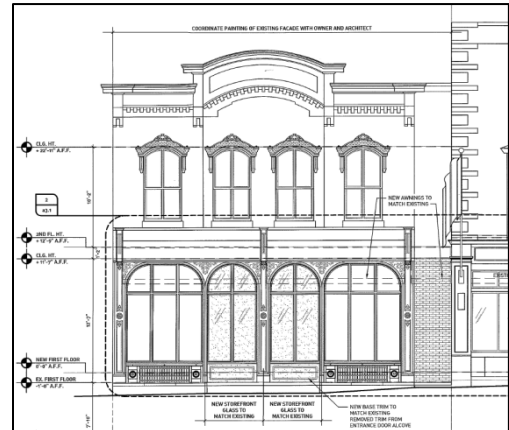 COORDINATE PAINTING OF EXISTING FACADE WITH OWNER AND ARCHITECT
CLG. HT.
+ 22'-11" A.F.F.
10'-2"
2
A2.1
NEW AWNINGS TO
MATCH EXISTING
2ND FL. HT.
+ 12'-9" A.F.F.
CLG. HT.
+ 11'-7" A.F.F.
NEW FIRST FLOOR
0'-0" A.F.F.
EX. FIRST FLOOR
NEW STOREFRONT
GLASS TO
MATCH EXISTING
NEW STOREFRONT
GLASS TO
MATCH EXISTING
NEW BASE TRIM TO
MATCH EXISTING
REMOVED TRIM FROM
ENTRANCE DOOR ALCOVE